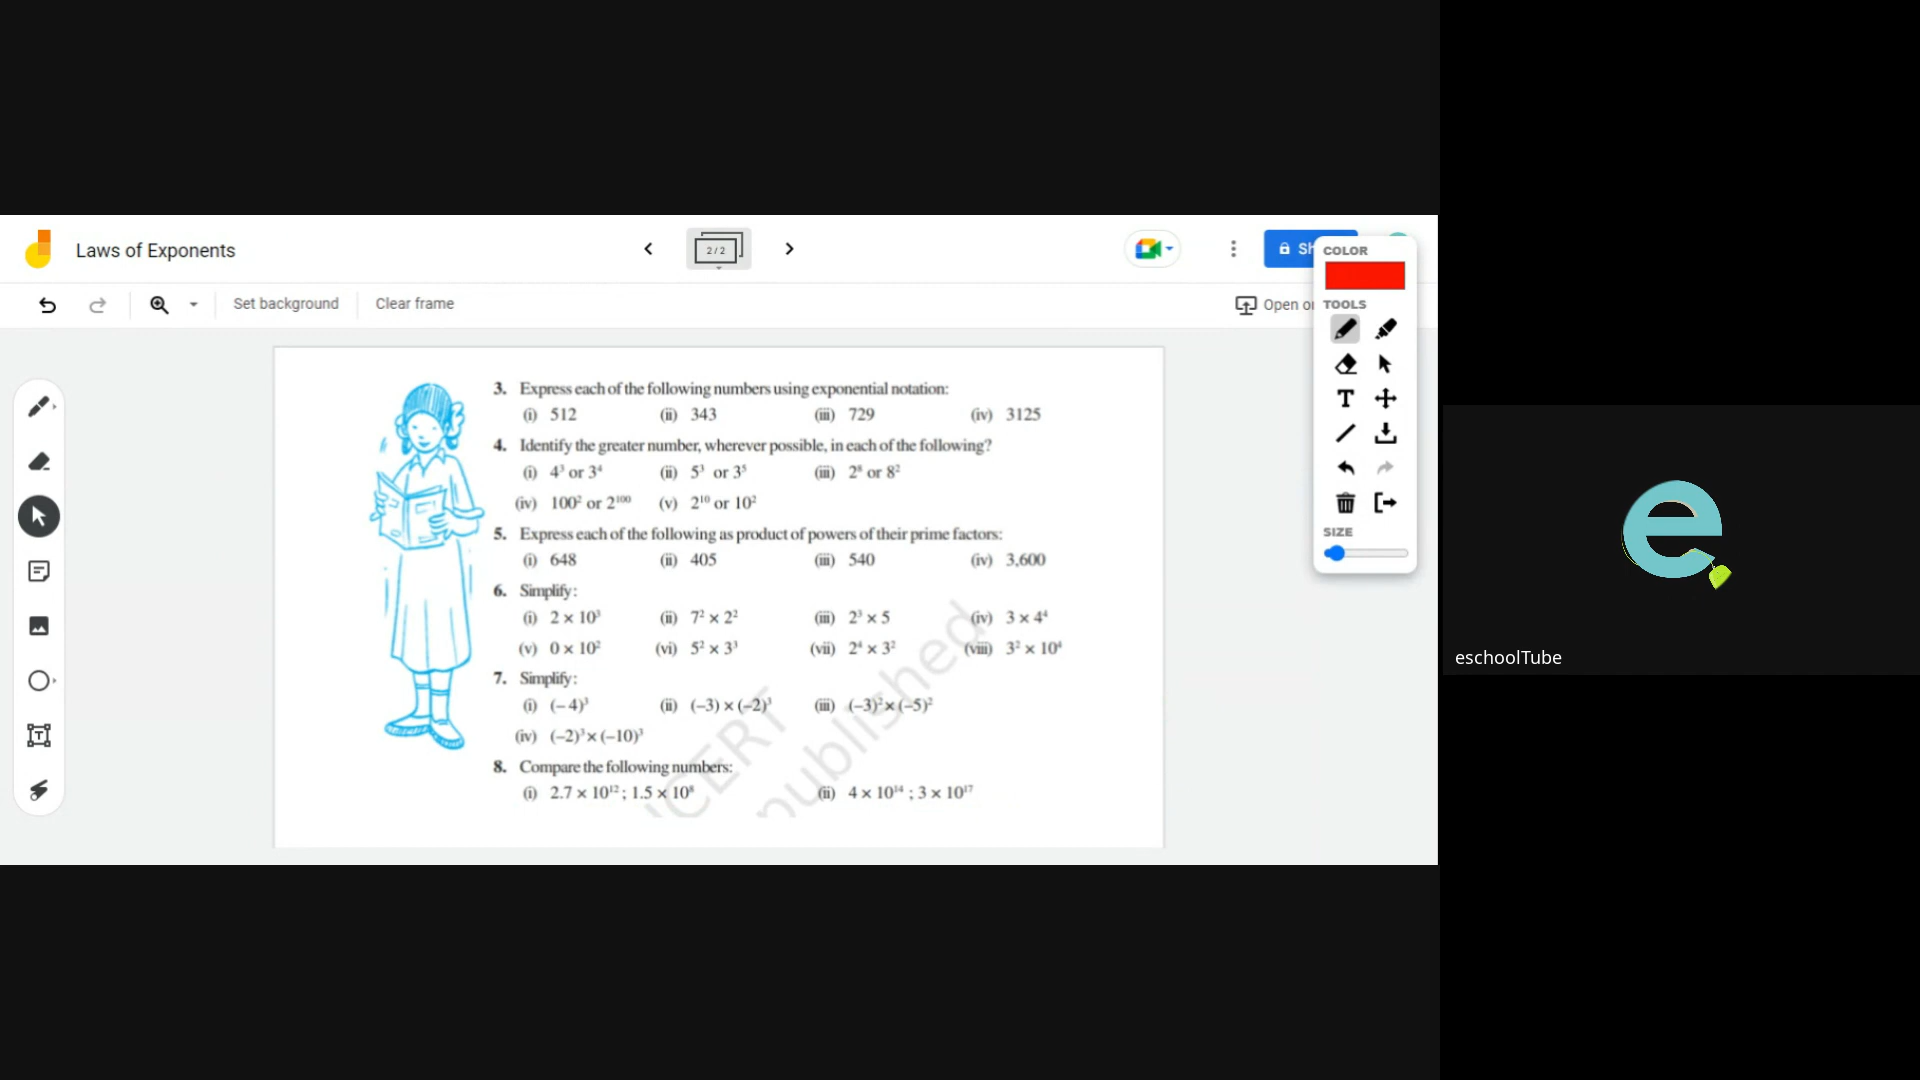 Laws of Exponents
2 / 2
Set background
Clear frame
COLOR
TOOLS
SIZE
3. Express each of the following numbers using exponential notation:
(i) 512 (ii) 343 (iii) 729 (iv) 3125
4. Identify the greater number, wherever possible, in each of the following?
(i) 4³ or 3⁴ (ii) 5³ or 3⁵ (iii) 2⁸ or 8²
(iv) 100² or 2¹⁰⁰ (v) 2¹⁰ or 10²
5. Express each of the following as product of powers of their prime factors:
(i) 648 (ii) 405 (iii) 540 (iv) 3,600
6. Simplify:
(i) 2 × 10³ (ii) 7² × 2² (iii) 2³ × 5 (iv) 3 × 4⁴
(v) 0 × 10² (vi) 5² × 3³ (vii) 2⁴ × 3² (viii) 3² × 10⁴
7. Simplify:
(i) (– 4)³ (ii) (–3) × (–2)³ (iii) (–3)² × (–5)²
(iv) (–2)³ × (–10)³
8. Compare the following numbers:
(i) 2.7 × 10¹² ; 1.5 × 10⁸ (ii) 4 × 10¹⁴ ; 3 × 10¹⁷
eschoolTube